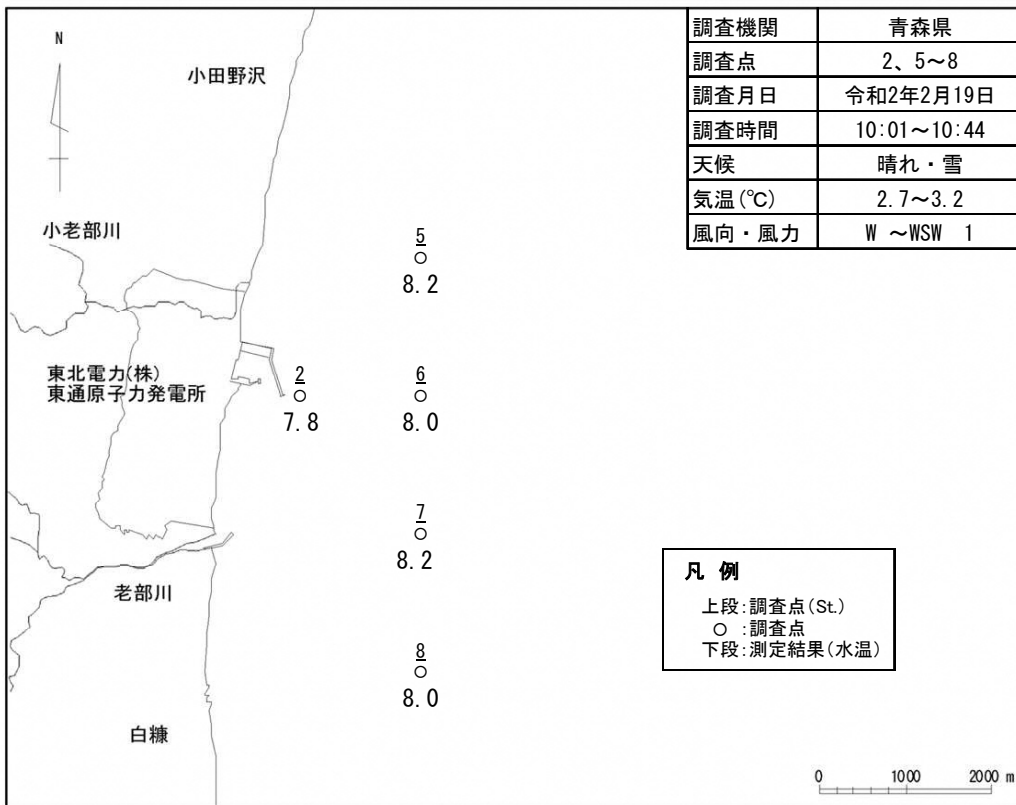 調査機関 青森県
調査点 2、5～8
調査月日 令和2年2月19日
調査時間 10:01～10:44
天候 晴れ・雪
気温(℃) 2.7～3.2
風向・風力 W ～WSW 1
N
小田野沢
小老部川
5
8.2
東北電力(株)
東通原子力発電所
2
7.8
6
8.0
7
8.2
老部川
凡 例
上段:調査点(St.)
○ :調査点
下段:測定結果(水温)
8
8.0
白糠
0 1000 2000 m